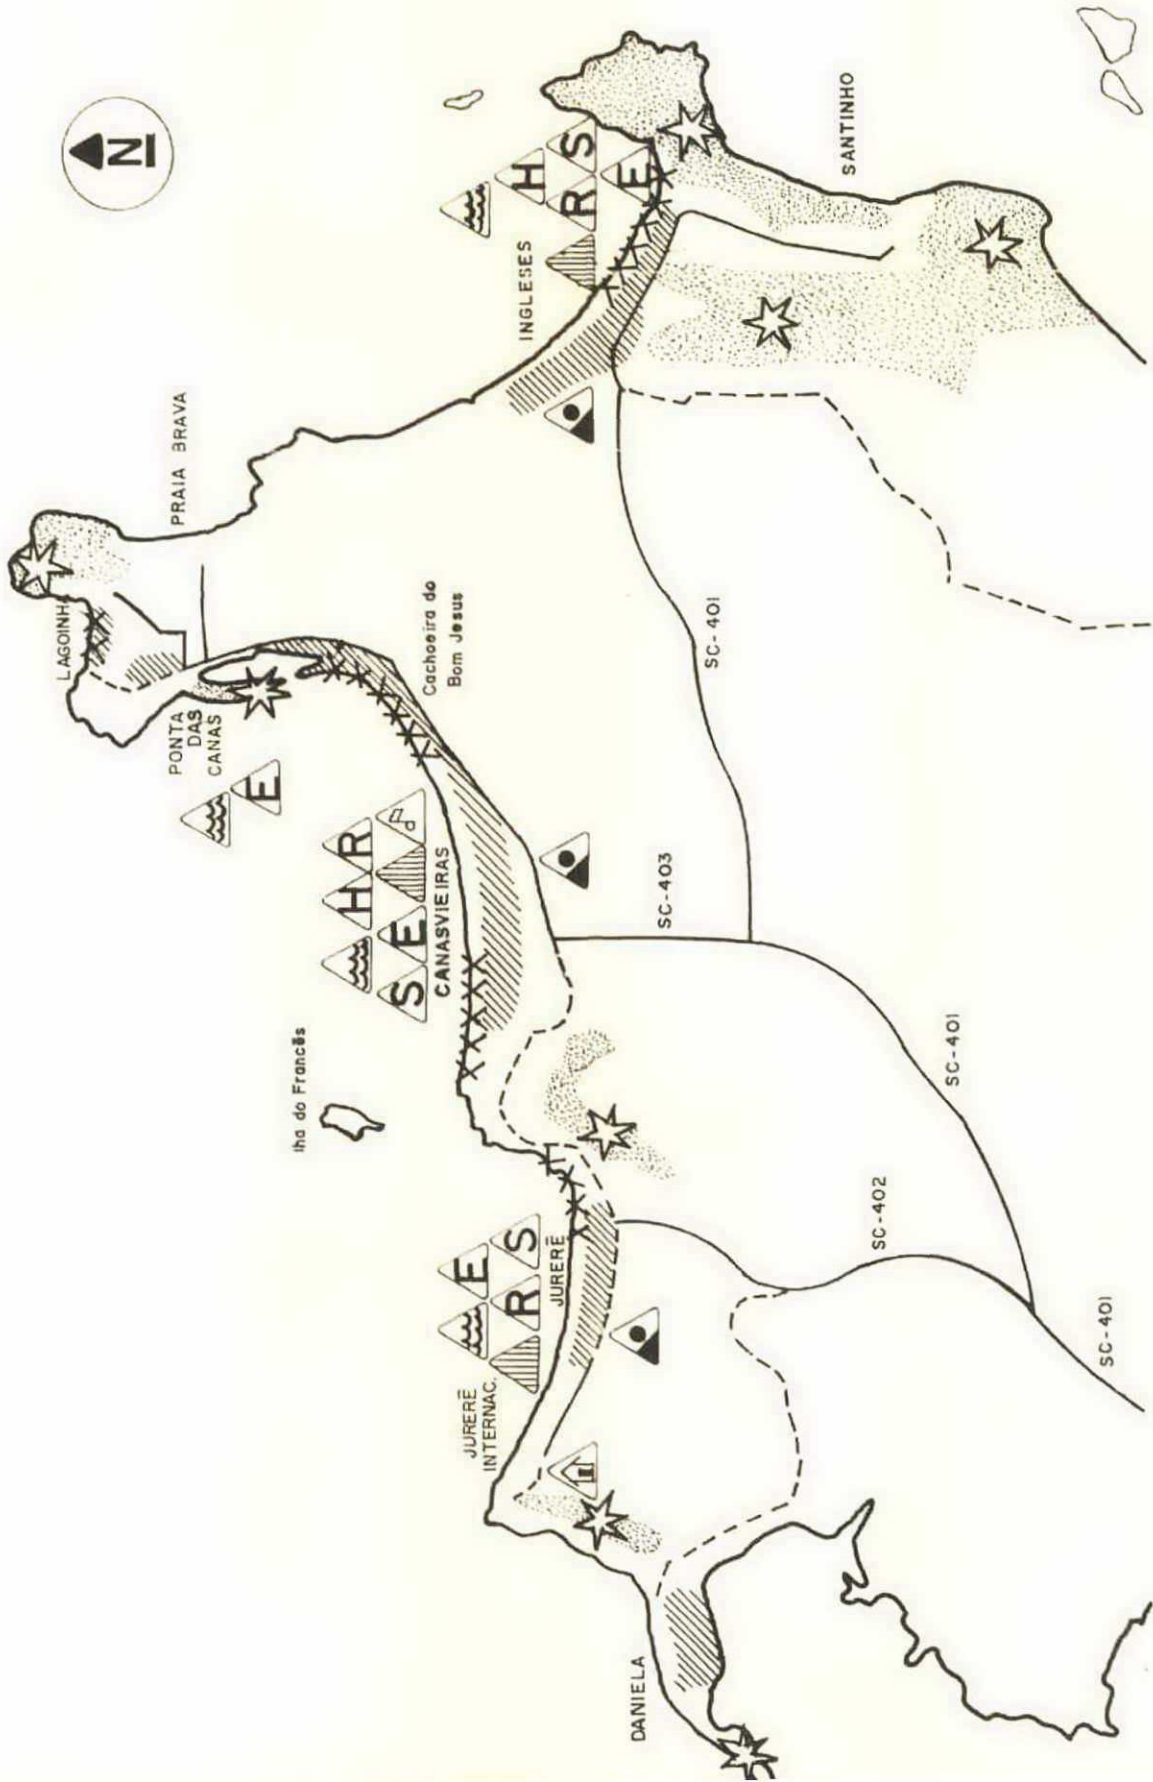 N
PRAIA BRAVA
LAGOINHA
PONTA
DAS
CANAS
E
Cachoeira do
Bom Jesus
INGLESES
H
R S
E
SANTINHO
H R
S E
CANASVIEIRAS
Ilha do Francês
SC-401
SC-403
SC-401
SC-402
SC-401
E
R S
JURERÊ
JURERÊ
INTERNAC.
DANIELA